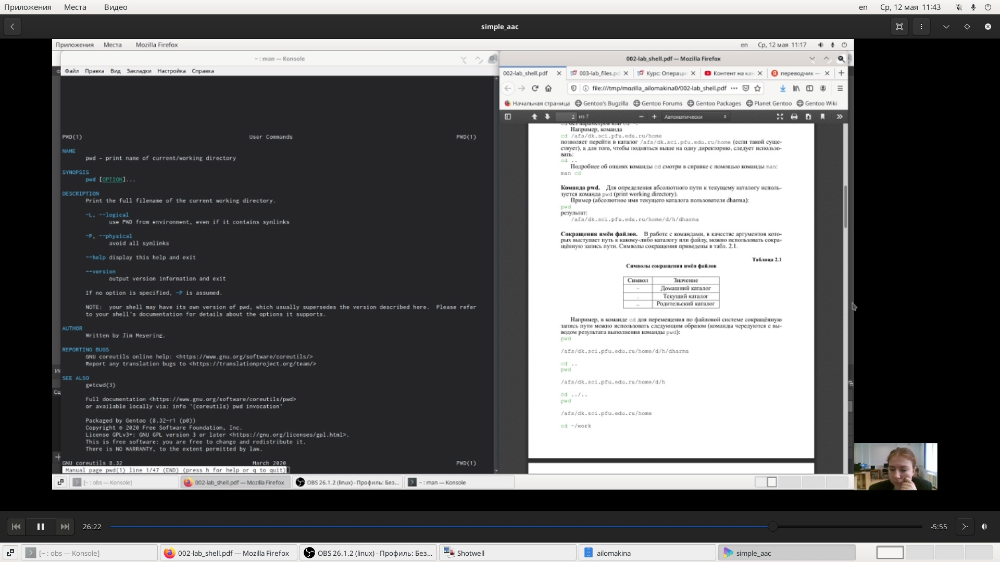 Приложения Места Видео en Ср, 12 мая 11:43
simple_aac
Приложения Места Mozilla Firefox en Ср, 12 мая 11:17
~ : man — Konsole
Файл Правка Вид Закладки Настройка Справка
PWD(1) User Commands PWD(1)
NAME
pwd - print name of current/working directory
SYNOPSIS
pwd [OPTION]...
DESCRIPTION
Print the full filename of the current working directory.
-L, --logical
use PWD from environment, even if it contains symlinks
-P, --physical
avoid all symlinks
--help display this help and exit
--version
output version information and exit
If no option is specified, -P is assumed.
NOTE: your shell may have its own version of pwd, which usually supersedes the version described here. Please refer
to your shell's documentation for details about the options it supports.
AUTHOR
Written by Jim Meyering.
REPORTING BUGS
GNU coreutils online help: <https://www.gnu.org/software/coreutils/>
Report any translation bugs to <https://translationproject.org/team/>
SEE ALSO
getcwd(3)
Full documentation <https://www.gnu.org/software/coreutils/pwd>
or available locally via: info '(coreutils) pwd invocation'
Packaged by Gentoo (8.32-r1 (p0))
Copyright © 2020 Free Software Foundation, Inc.
License GPLv3+: GNU GPL version 3 or later <https://gnu.org/licenses/gpl.html>.
This is free software: you are free to change and redistribute it.
There is NO WARRANTY, to the extent permitted by law.
GNU coreutils 8.32 March 2020 PWD(1)
Manual page pwd(1) line 1/47 (END) (press h for help or q to quit)
002-lab_shell.pdf — Mozilla Firefox
002-lab_shell.pdf 003-lab_files.pd Курс: Операци Контент на кан переводчик —
file:///tmp/mozilla_ailomakina0/002-lab_shell.pdf
Начальная страница Gentoo's Bugzilla Gentoo Forums Gentoo Packages Planet Gentoo Gentoo Wiki
2 из 7 Автоматически
cd без параметров или cd ~.
Например, команда
cd /afs/dk.sci.pfu.edu.ru/home
позволяет перейти в каталог /afs/dk.sci.pfu.edu.ru/home (если такой суще-
ствует), а для того, чтобы подняться выше на одну директорию, следует использо-
вать:
cd ..
Подробнее об опциях команды cd смотри в справке с помощью команды man:
man cd
Команда pwd. Для определения абсолютного пути к текущему каталогу исполь-
зуется команда pwd (print working directory).
Пример (абсолютное имя текущего каталога пользователя dharma):
pwd
результат:
/afs/dk.sci.pfu.edu.ru/home/d/h/dharma
Сокращения имён файлов. В работе с командами, в качестве аргументов кото-
рых выступает путь к какому-либо каталогу или файлу, можно использовать сокра-
щённую запись пути. Символы сокращения приведены в табл. 2.1.
Таблица 2.1
Символы сокращения имён файлов
Символ Значение
~ Домашний каталог
. Текущий каталог
.. Родительский каталог
Например, в команде cd для перемещения по файловой системе сокращённую
запись пути можно использовать следующим образом (команды чередуются с вы-
водом результата выполнения команды pwd):
pwd
/afs/dk.sci.pfu.edu.ru/home/d/h/dharma
cd ..
pwd
/afs/dk.sci.pfu.edu.ru/home/d/h
cd ../..
pwd
/afs/dk.sci.pfu.edu.ru/home
cd ~/work
[~ : obs — Konsole] 002-lab_shell.pdf — Mozilla Firefox OBS 26.1.2 (linux) - Профиль: Без... ~ : man — Konsole
26:22 -5:55
[~ : obs — Konsole] 002-lab_shell.pdf — Mozilla Firefox OBS 26.1.2 (linux) - Профиль: Без... Shotwell ailomakina simple_aac